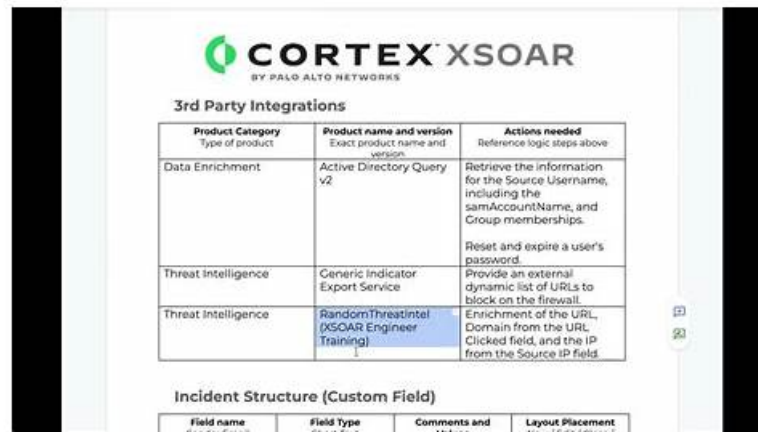 CORTEX XSOAR
BY PALO ALTO NETWORKS
3rd Party Integrations
Product Category
Type of product
Product name and version
Exact product name and
version
Actions needed
Reference logic steps above
Data Enrichment
Active Directory Query
v2
Retrieve the information
for the Source Username,
including the
samAccountName, and
Group memberships.
Reset and expire a user's
password.
Threat Intelligence
Generic Indicator
Export Service
Provide an external
dynamic list of URLs to
block on the firewall.
Threat Intelligence
RandomThreatIntel
(XSOAR Engineer
Training)
Enrichment of the URL,
Domain from the URL
Clicked field, and the IP
from the Source IP field.
Incident Structure (Custom Field)
Field name
Field Type
Comments and
Layout Placement